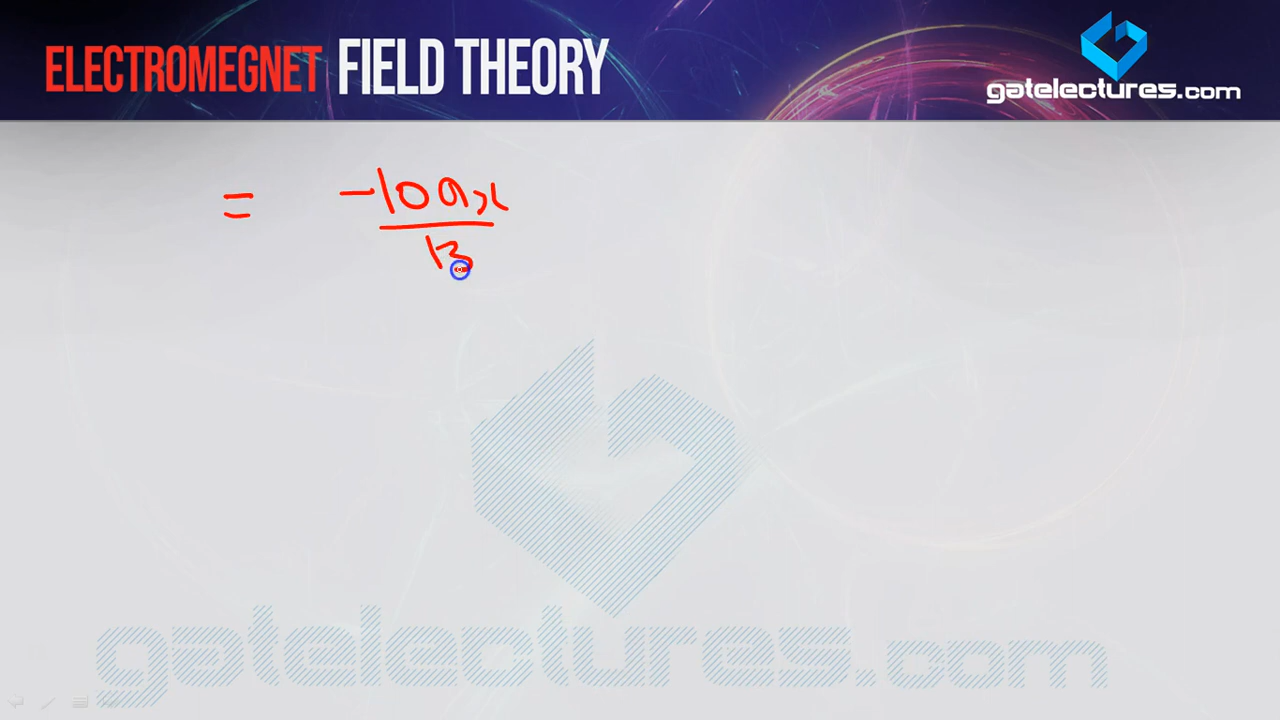 ELECTROMEGNET FIELD THEORY
gatelectures.com
= -10ax
13
gatelectures.com